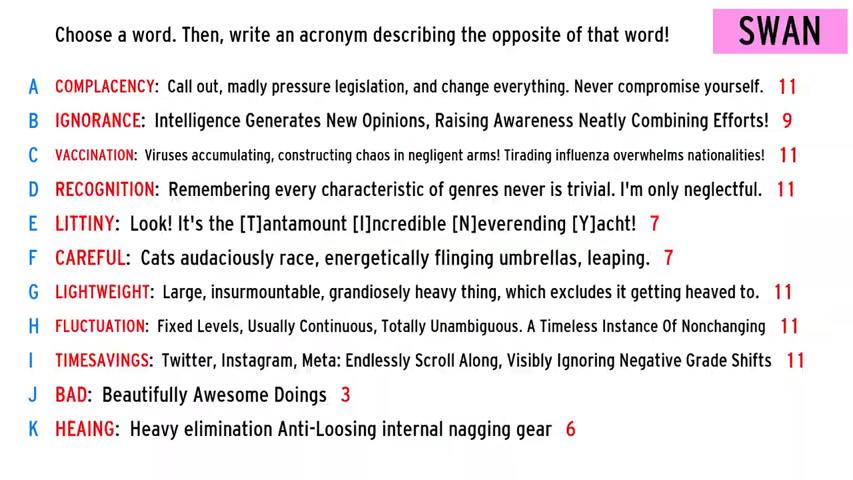 Choose a word. Then, write an acronym describing the opposite of that word!
SWAN
A COMPLACENCY: Call out, madly pressure legislation, and change everything. Never compromise yourself. 11
B IGNORANCE: Intelligence Generates New Opinions, Raising Awareness Neatly Combining Efforts! 9
C VACCINATION: Viruses accumulating, constructing chaos in negligent arms! Tirading influenza overwhelms nationalities! 11
D RECOGNITION: Remembering every characteristic of genres never is trivial. I'm only neglectful. 11
E LITTINY: Look! It's the [T]antamount [I]ncredible [N]everending [Y]acht! 7
F CAREFUL: Cats audaciously race, energetically flinging umbrellas, leaping. 7
G LIGHTWEIGHT: Large, insurmountable, grandiosely heavy thing, which excludes it getting heaved to. 11
H FLUCTUATION: Fixed Levels, Usually Continuous, Totally Unambiguous. A Timeless Instance Of Nonchanging 11
I TIMESAVINGS: Twitter, Instagram, Meta: Endlessly Scroll Along, Visibly Ignoring Negative Grade Shifts 11
J BAD: Beautifully Awesome Doings 3
K HEAING: Heavy elimination Anti-Loosing internal nagging gear 6